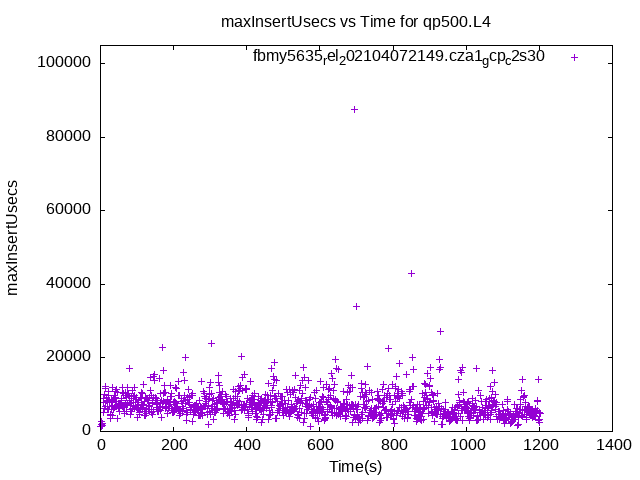 maxInsertUsecs vs Time for qp500.L4
fbmy5635rel202104072149.cza1gcpc2s30
100000
80000
60000
40000
20000
0
maxInsertUsecs
0 200 400 600 800 1000 1200 1400
Time(s)